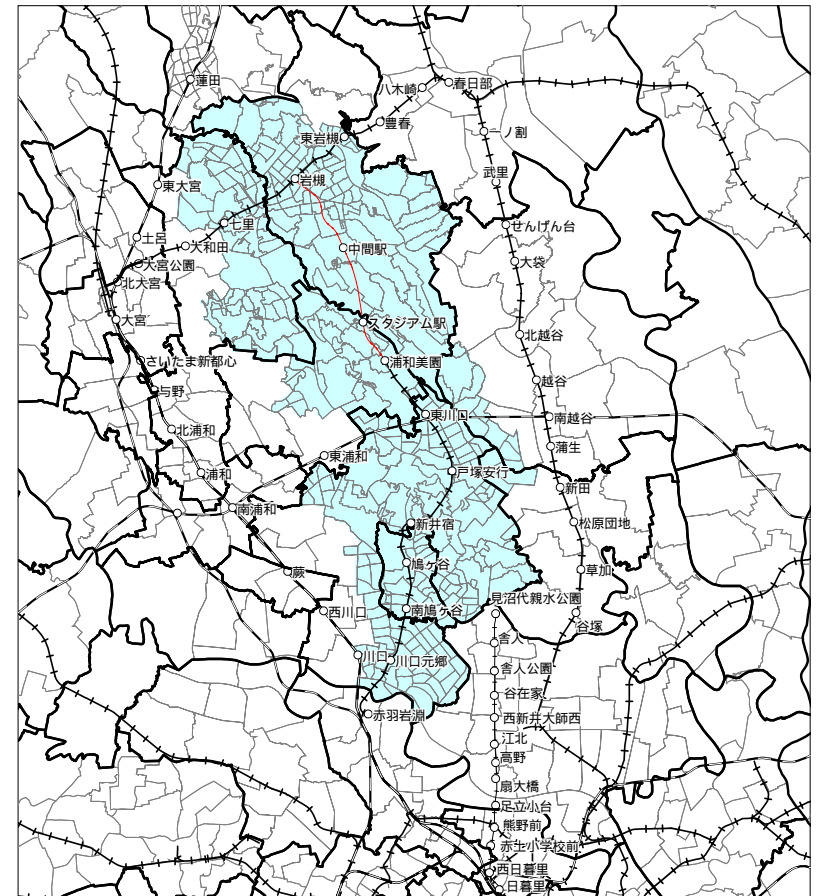 蓮田
八木崎
春日部
豊春
東岩槻
一ノ割
武里
東大宮
岩槻
七里
せんげん台
土呂
大和田
中間駅
大宮公園
大袋
北大宮
大宮
スタジアム駅
北越谷
さいたま新都心
浦和美園
与野
越谷
東川口
南越谷
北浦和
蒲生
東浦和
浦和
戸塚安行
新田
南浦和
新井宿
松原団地
鳩ヶ谷
蕨
草加
見沼代親水公園
西川口
南鳩ヶ谷
谷塚
舎人
川口
川口元郷
舎人公園
谷在家
赤羽岩淵
西新井大師西
江北
高野
扇大橋
足立小台
熊野前
赤土小学校前
西日暮里
日暮里